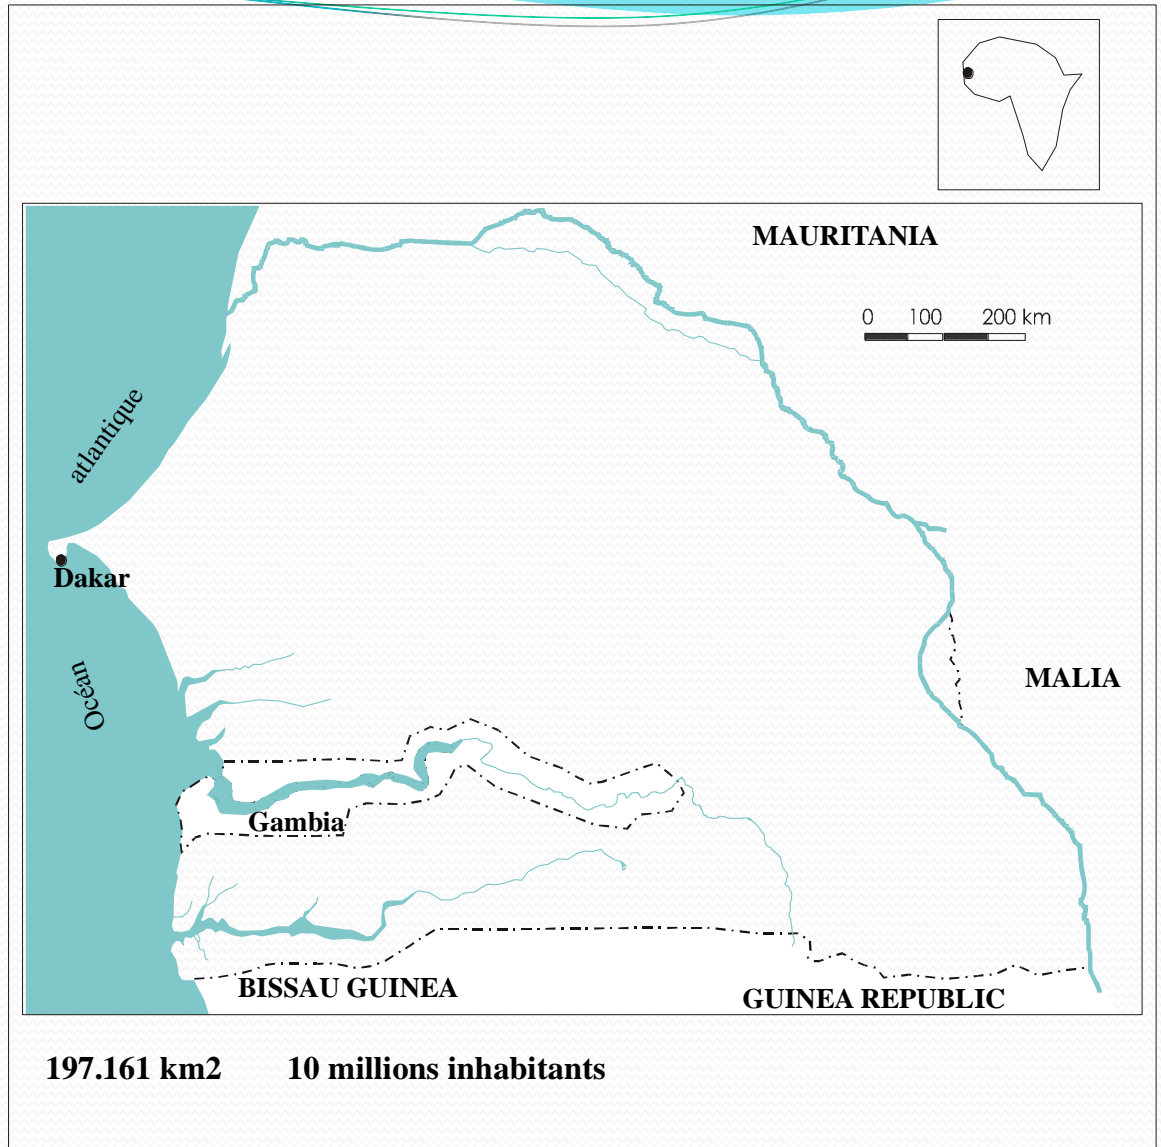 MAURITANIA
0 100 200 km
atlantique
Dakar
Océan
MALIA
Gambia
BISSAU GUINEA
GUINEA REPUBLIC
197.161 km2 10 millions inhabitants